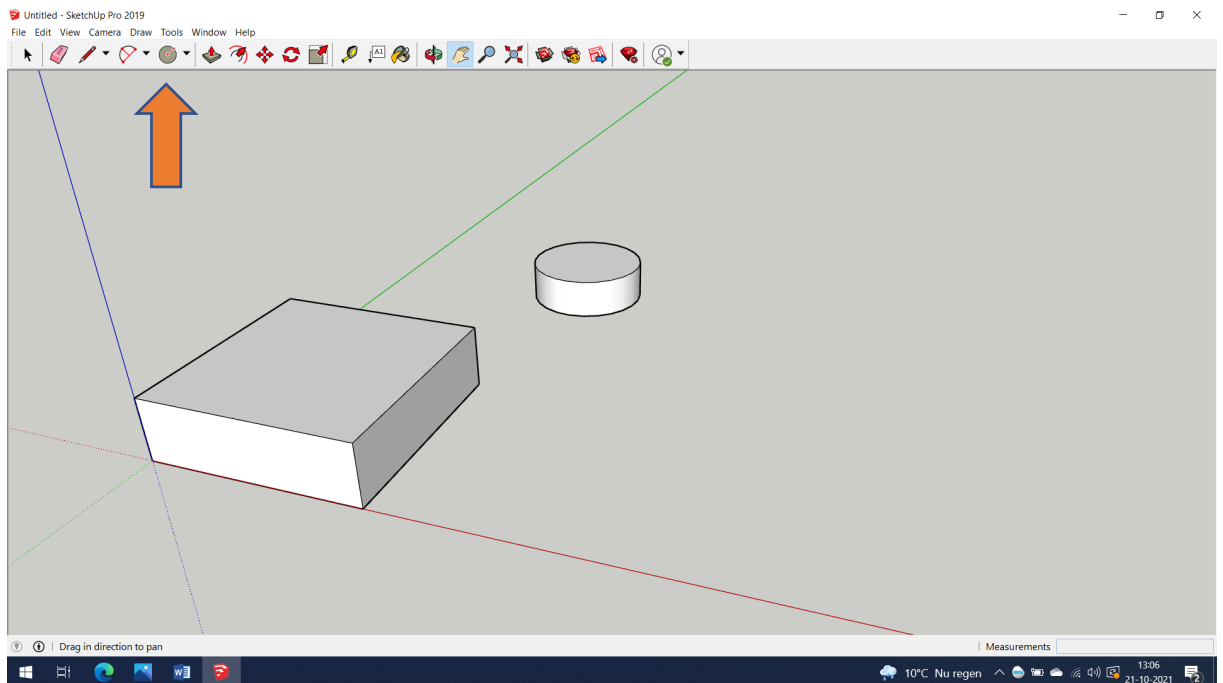 Untitled - SketchUp Pro 2019
File Edit View Camera Draw Tools Window Help
A1
Drag in direction to pan
Measurements
10°C Nu regen
13:06
21-10-2021
2